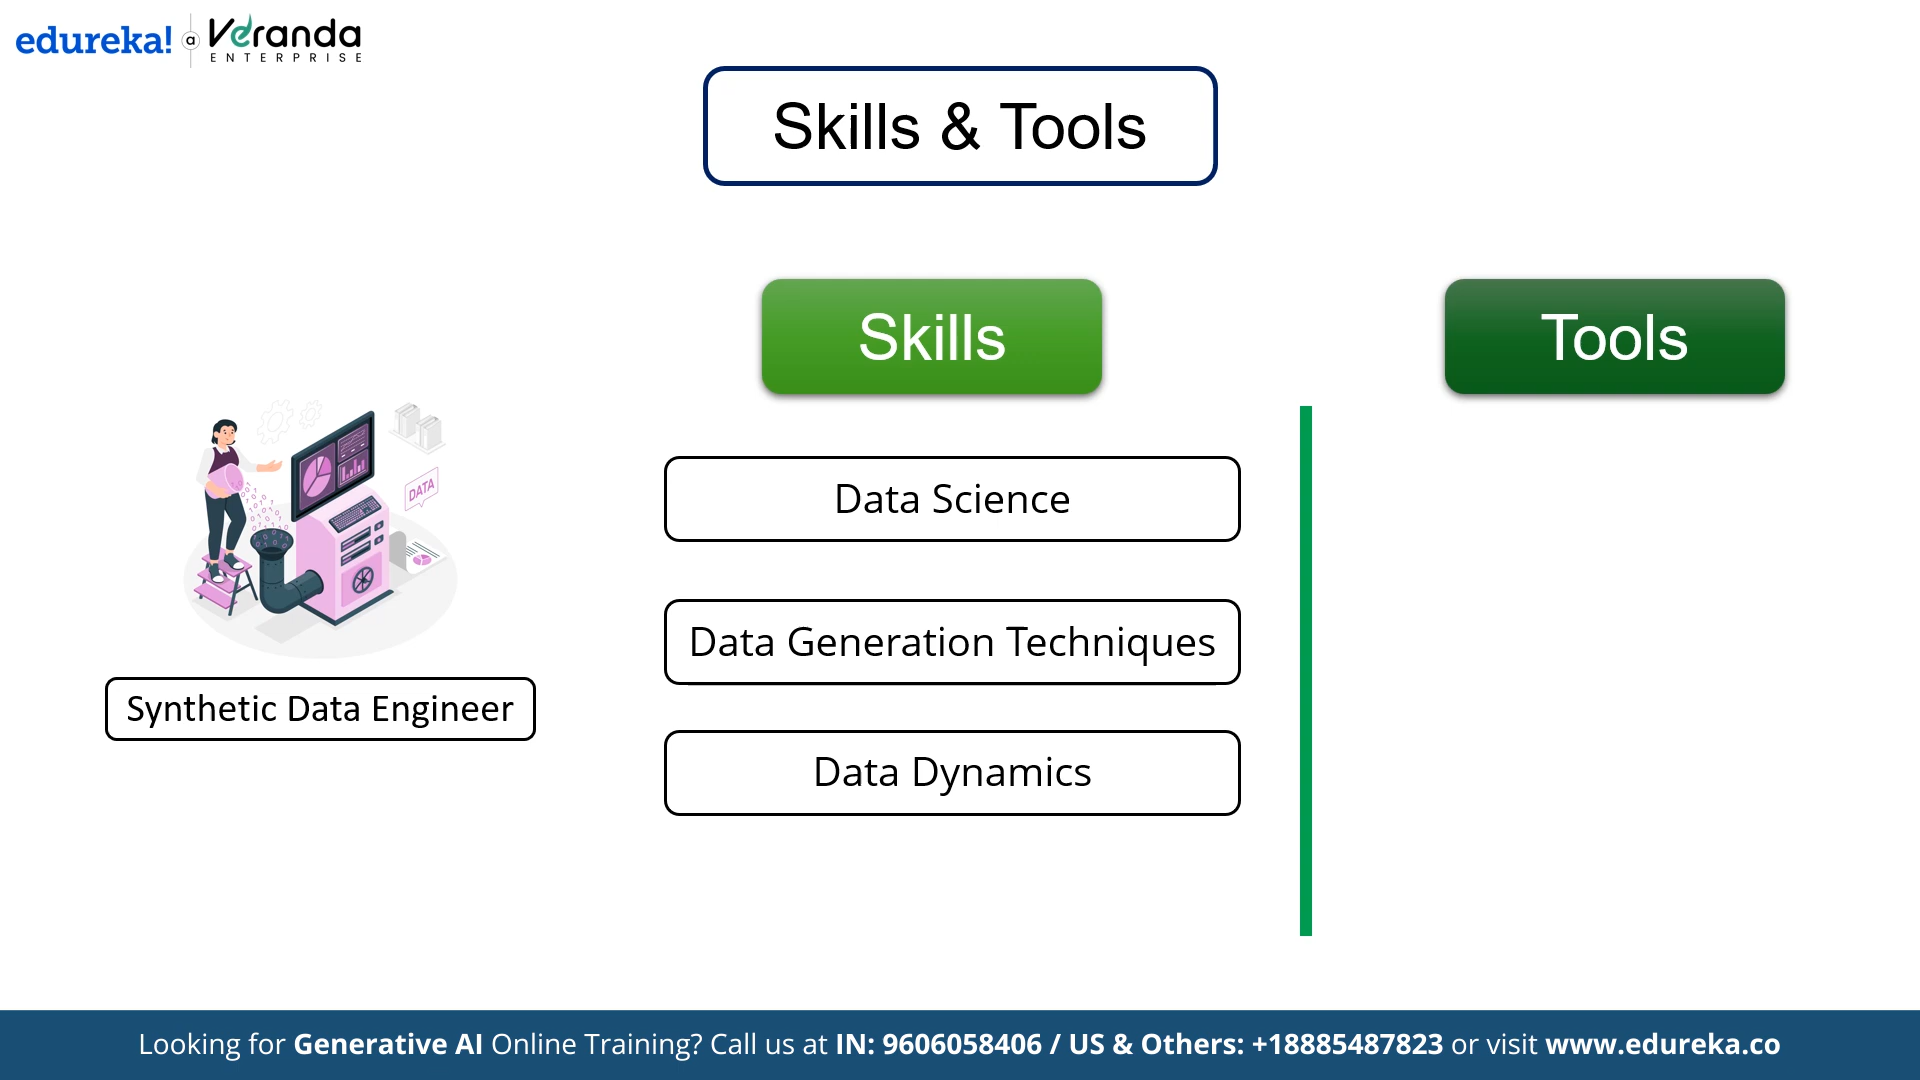 edureka! a Veranda
ENTERPRISE
Skills & Tools
Skills
Tools
DATA
Data Science
Data Generation Techniques
Synthetic Data Engineer
Data Dynamics
Looking for Generative AI Online Training? Call us at IN: 9606058406 / US & Others: +18885487823 or visit www.edureka.co